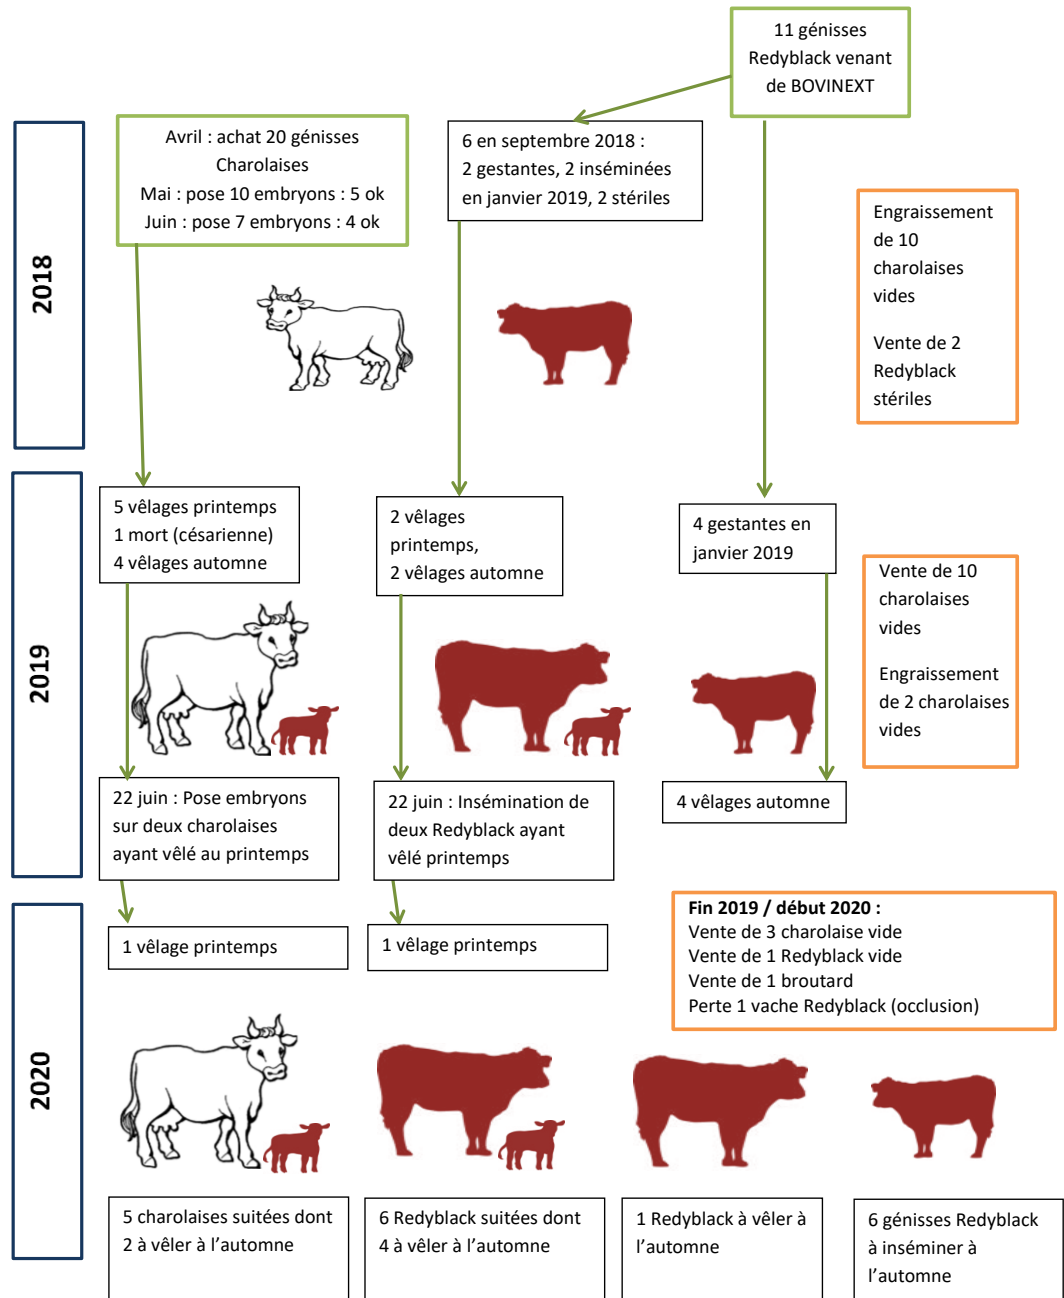 11 génisses
Redyblack venant
de BOVINEXT
2018
Avril : achat 20 génisses
Charolaises
Mai : pose 10 embryons : 5 ok
Juin : pose 7 embryons : 4 ok
6 en septembre 2018 :
2 gestantes, 2 inséminées
en janvier 2019, 2 stériles
Engraissement
de 10
charolaises
vides
Vente de 2
Redyblack
stériles
2019
5 vêlages printemps
1 mort (césarienne)
4 vêlages automne
2 vêlages
printemps,
2 vêlages automne
4 gestantes en
janvier 2019
Vente de 10
charolaises
vides
Engraissement
de 2 charolaises
vides
22 juin : Pose embryons
sur deux charolaises
ayant vêlé au printemps
22 juin : Insémination de
deux Redyblack ayant
vêlé printemps
4 vêlages automne
2020
1 vêlage printemps
1 vêlage printemps
Fin 2019 / début 2020 :
Vente de 3 charolaise vide
Vente de 1 Redyblack vide
Vente de 1 broutard
Perte 1 vache Redyblack (occlusion)
5 charolaises suitées dont
2 à vêler à l’automne
6 Redyblack suitées dont
4 à vêler à l’automne
1 Redyblack à vêler à
l’automne
6 génisses Redyblack
à inséminer à
l’automne